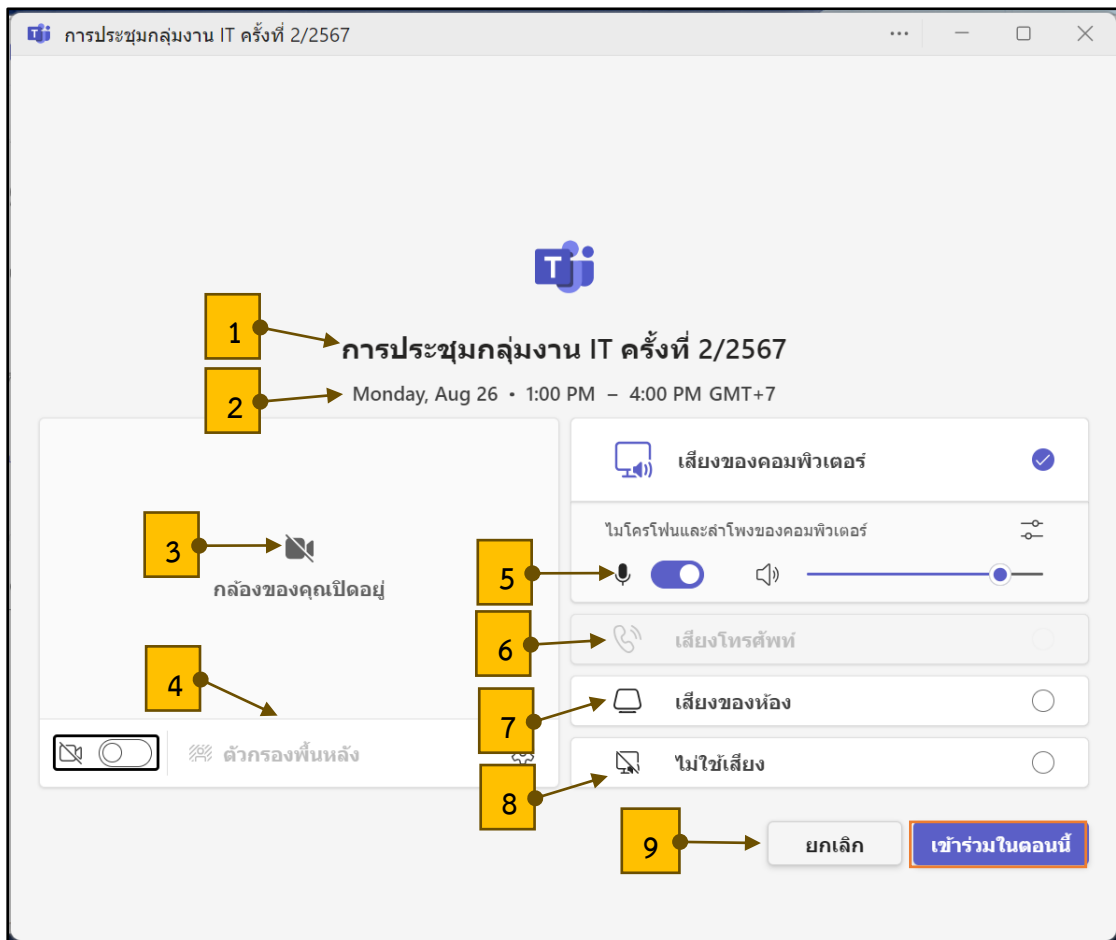 การประชุมกลุ่มงาน IT ครั้งที่ 2/2567
1
การประชุมกลุ่มงาน IT ครั้งที่ 2/2567
2
Monday, Aug 26 • 1:00 PM – 4:00 PM GMT+7
เสียงของคอมพิวเตอร์
3
กล้องของคุณปิดอยู่
ไมโครโฟนและลำโพงของคอมพิวเตอร์
5
6
เสียงโทรศัพท์
4
7
เสียงของห้อง
ตัวกรองพื้นหลัง
8
ไม่ใช้เสียง
9
ยกเลิก
เข้าร่วมในตอนนี้